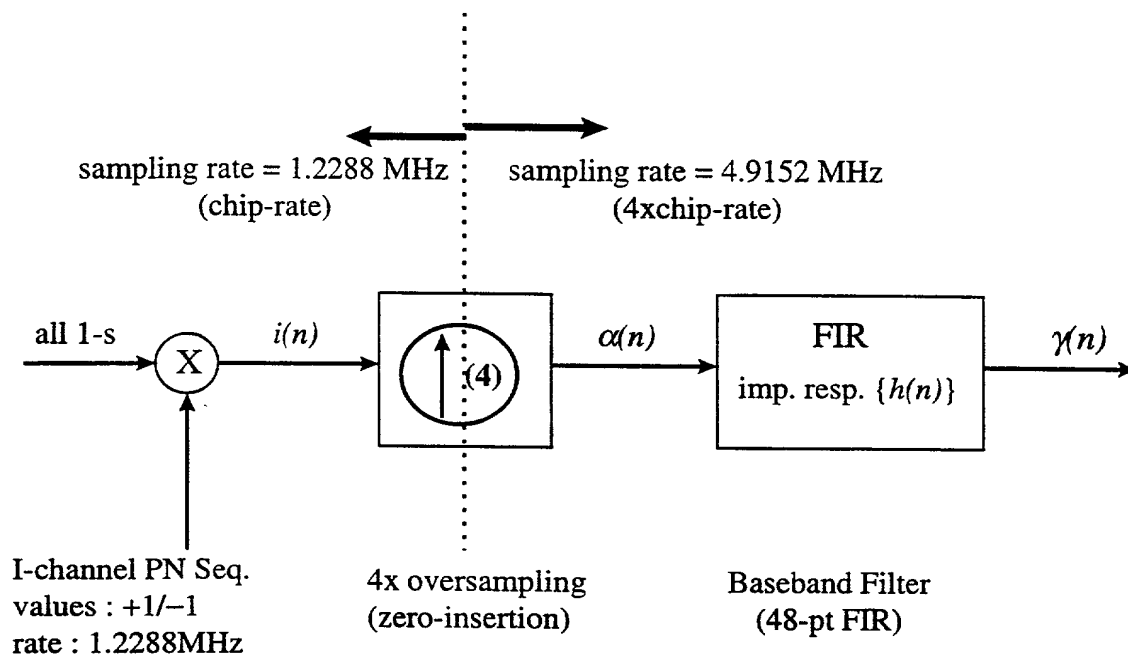 sampling rate = 1.2288 MHz
(chip-rate)
sampling rate = 4.9152 MHz
(4xchip-rate)
all 1-s
X
i(n)
(4)
α(n)
FIR
imp. resp. {h(n)}
γ(n)
I-channel PN Seq.
values : +1/–1
rate : 1.2288MHz
4x oversampling
(zero-insertion)
Baseband Filter
(48-pt FIR)